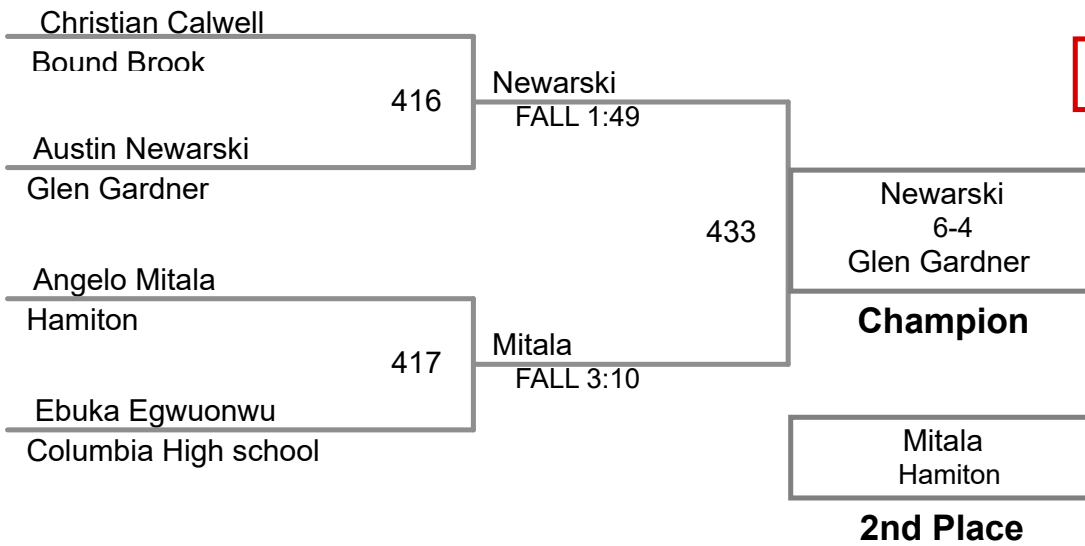 Christian Calwell
Bound Brook
416
Newarski
FALL 1:49
Austin Newarski
Glen Gardner
433
Newarski
6-4
Glen Gardner
Champion
Angelo Mitala
Hamiton
417
Mitala
FALL 3:10
Ebuka Egwuonwu
Columbia High school
Mitala
Hamiton
2nd Place